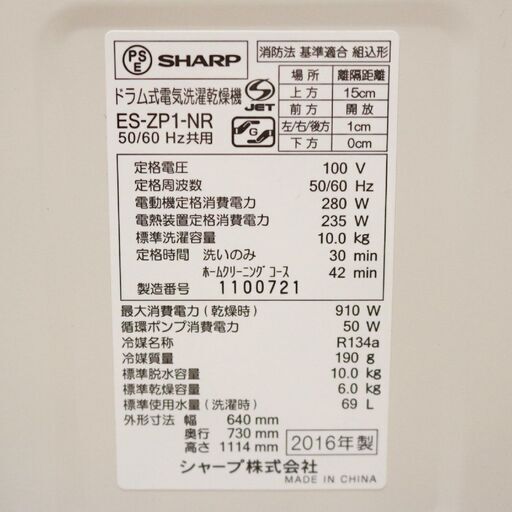 PSE SHARP
ドラム式電気洗濯乾燥機
ES-ZP1-NR
50/60 Hz共用
S-JET
G
消防法 基準適合 組込形
場所 離隔距離
上方 15cm
前方 開放
左/右/後方 1cm
下方 0cm
定格電圧 100 V
定格周波数 50/60 Hz
電動機定格消費電力 280 W
電熱装置定格消費電力 235 W
標準洗濯容量 10.0 kg
定格時間 洗いのみ 30 min
ホームクリーニングコース 42 min
製造番号 1100721
最大消費電力(乾燥時) 910 W
循環ポンプ消費電力 50 W
冷媒名称 R134a
冷媒質量 190 g
標準脱水容量 10.0 kg
標準乾燥容量 6.0 kg
標準使用水量(洗濯時) 69 L
外形寸法 幅 640 mm
奥行 730 mm
高さ 1114 mm
2016年製
シャープ株式会社
MADE IN CHINA